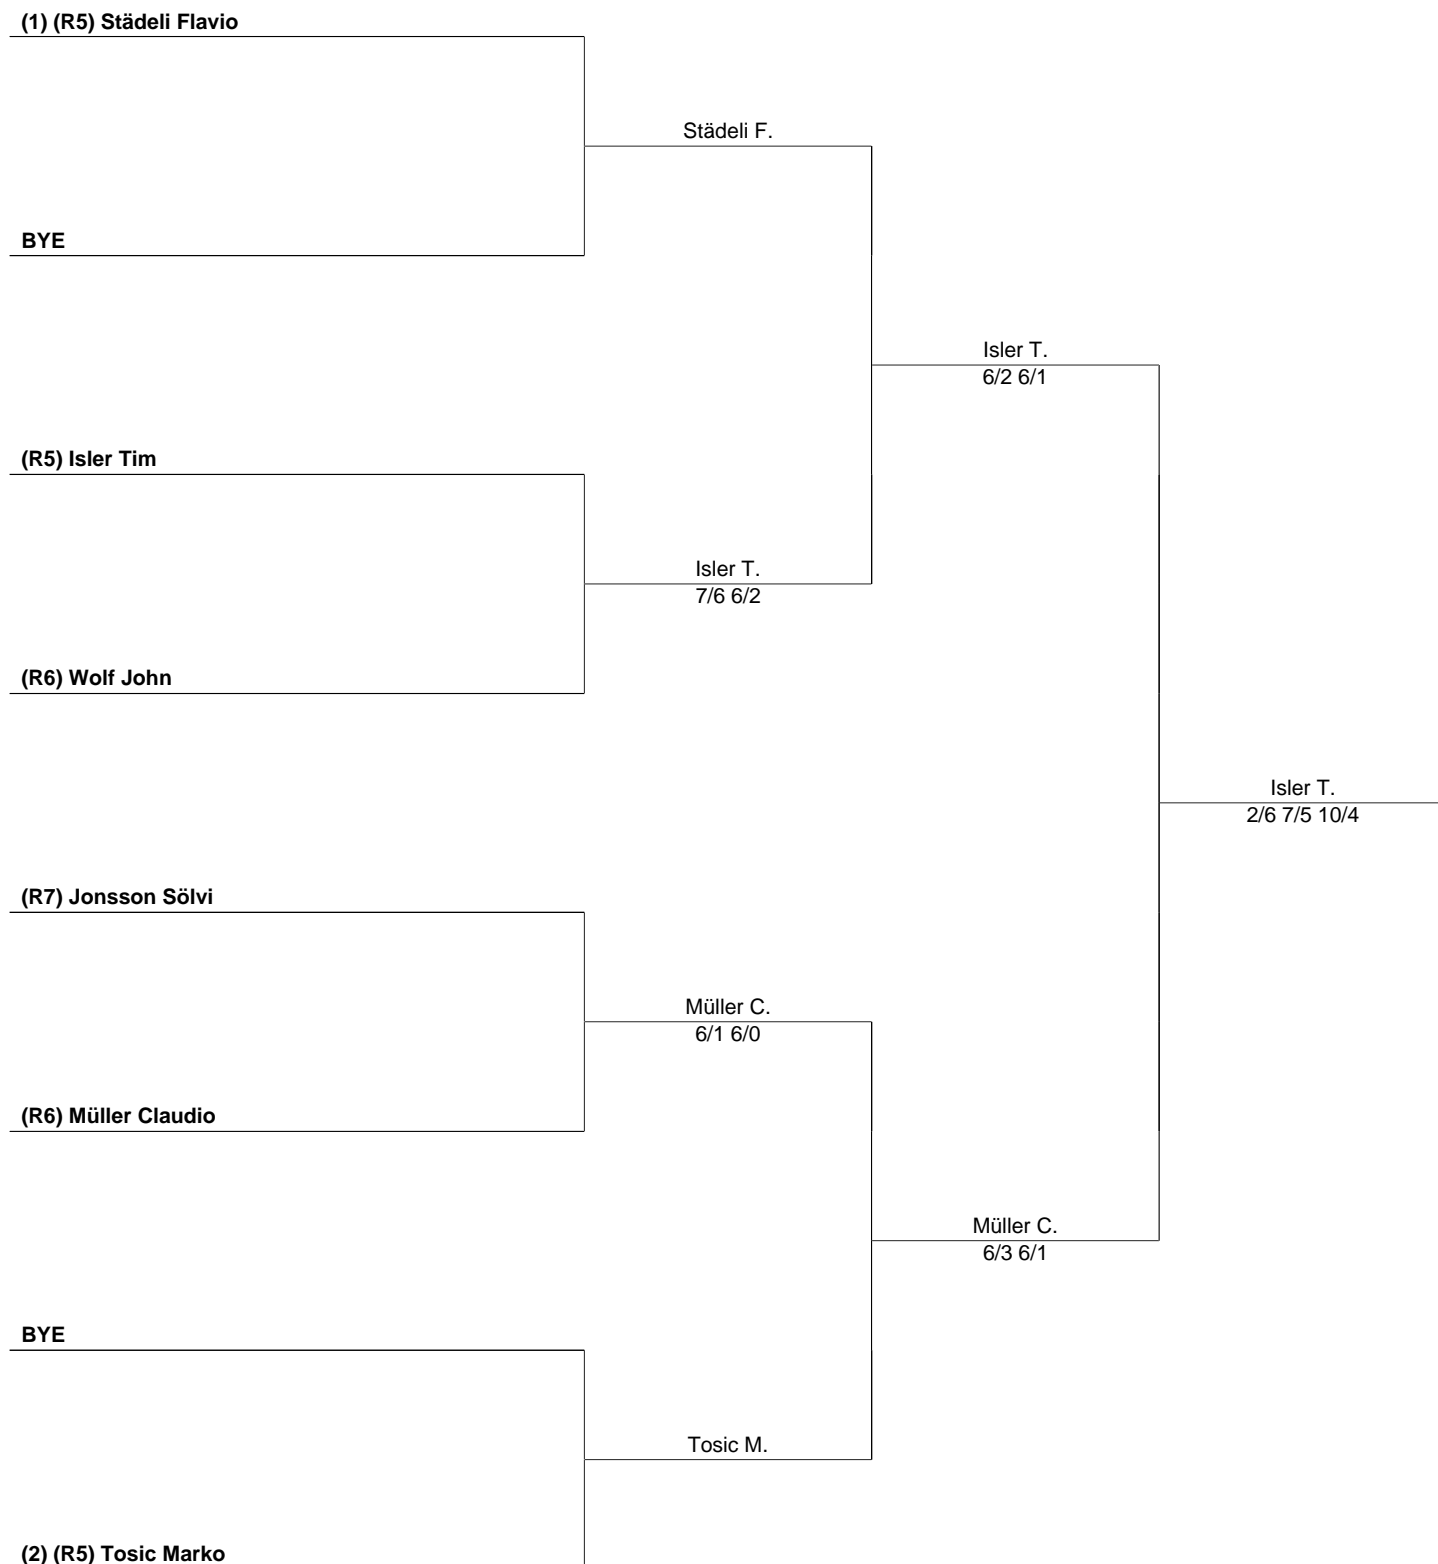 (1) (R5) Städeli Flavio
Städeli F.
BYE
Isler T.
6/2 6/1
(R5) Isler Tim
Isler T.
7/6 6/2
(R6) Wolf John
Isler T.
2/6 7/5 10/4
(R7) Jonsson Sölvi
Müller C.
6/1 6/0
(R6) Müller Claudio
Müller C.
6/3 6/1
BYE
Tosic M.
(2) (R5) Tosic Marko